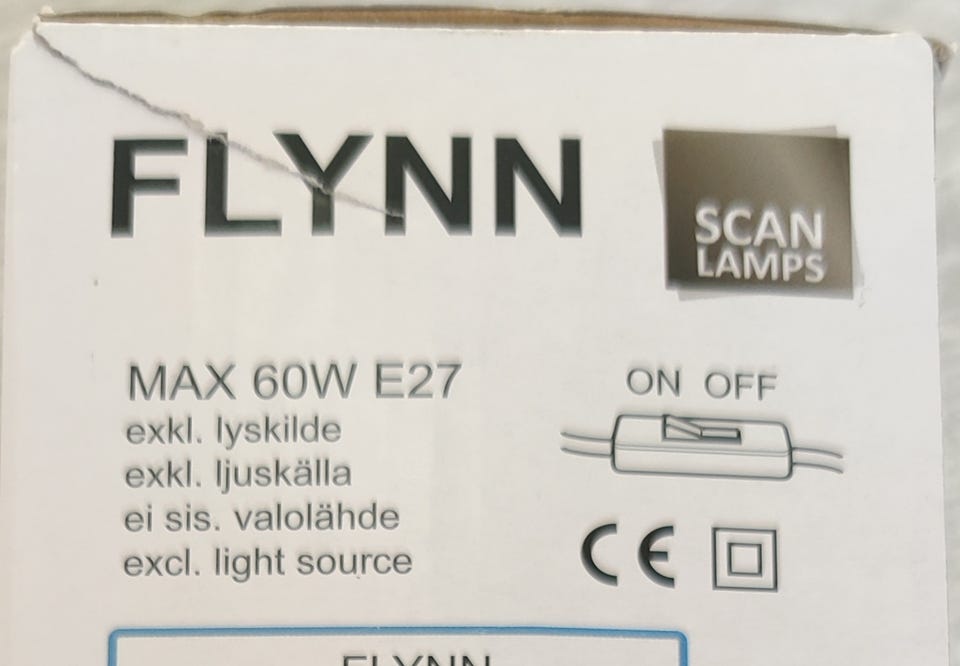 FLYNN
SCAN
LAMPS
MAX 60W E27
exkl. lyskilde
exkl. ljuskälla
ei sis. valolähde
excl. light source
ON OFF
CE
FLYNN